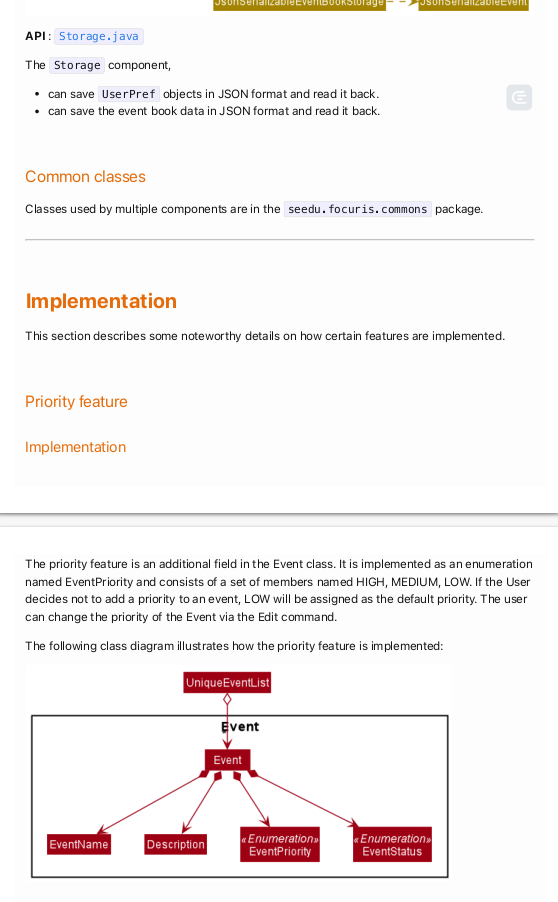 JsonSerializableEventBookStorage
JsonSerializableEvent
API : Storage.java
The Storage component,
• can save UserPref objects in JSON format and read it back.
• can save the event book data in JSON format and read it back.
Common classes
Classes used by multiple components are in the seedu.focuris.commons package.
Implementation
This section describes some noteworthy details on how certain features are implemented.
Priority feature
Implementation
The priority feature is an additional field in the Event class. It is implemented as an enumeration
named EventPriority and consists of a set of members named HIGH, MEDIUM, LOW. If the User
decides not to add a priority to an event, LOW will be assigned as the default priority. The user
can change the priority of the Event via the Edit command.
The following class diagram illustrates how the priority feature is implemented:
UniqueEventList
Event
Event
EventName
Description
«Enumeration»
EventPriority
«Enumeration»
EventStatus